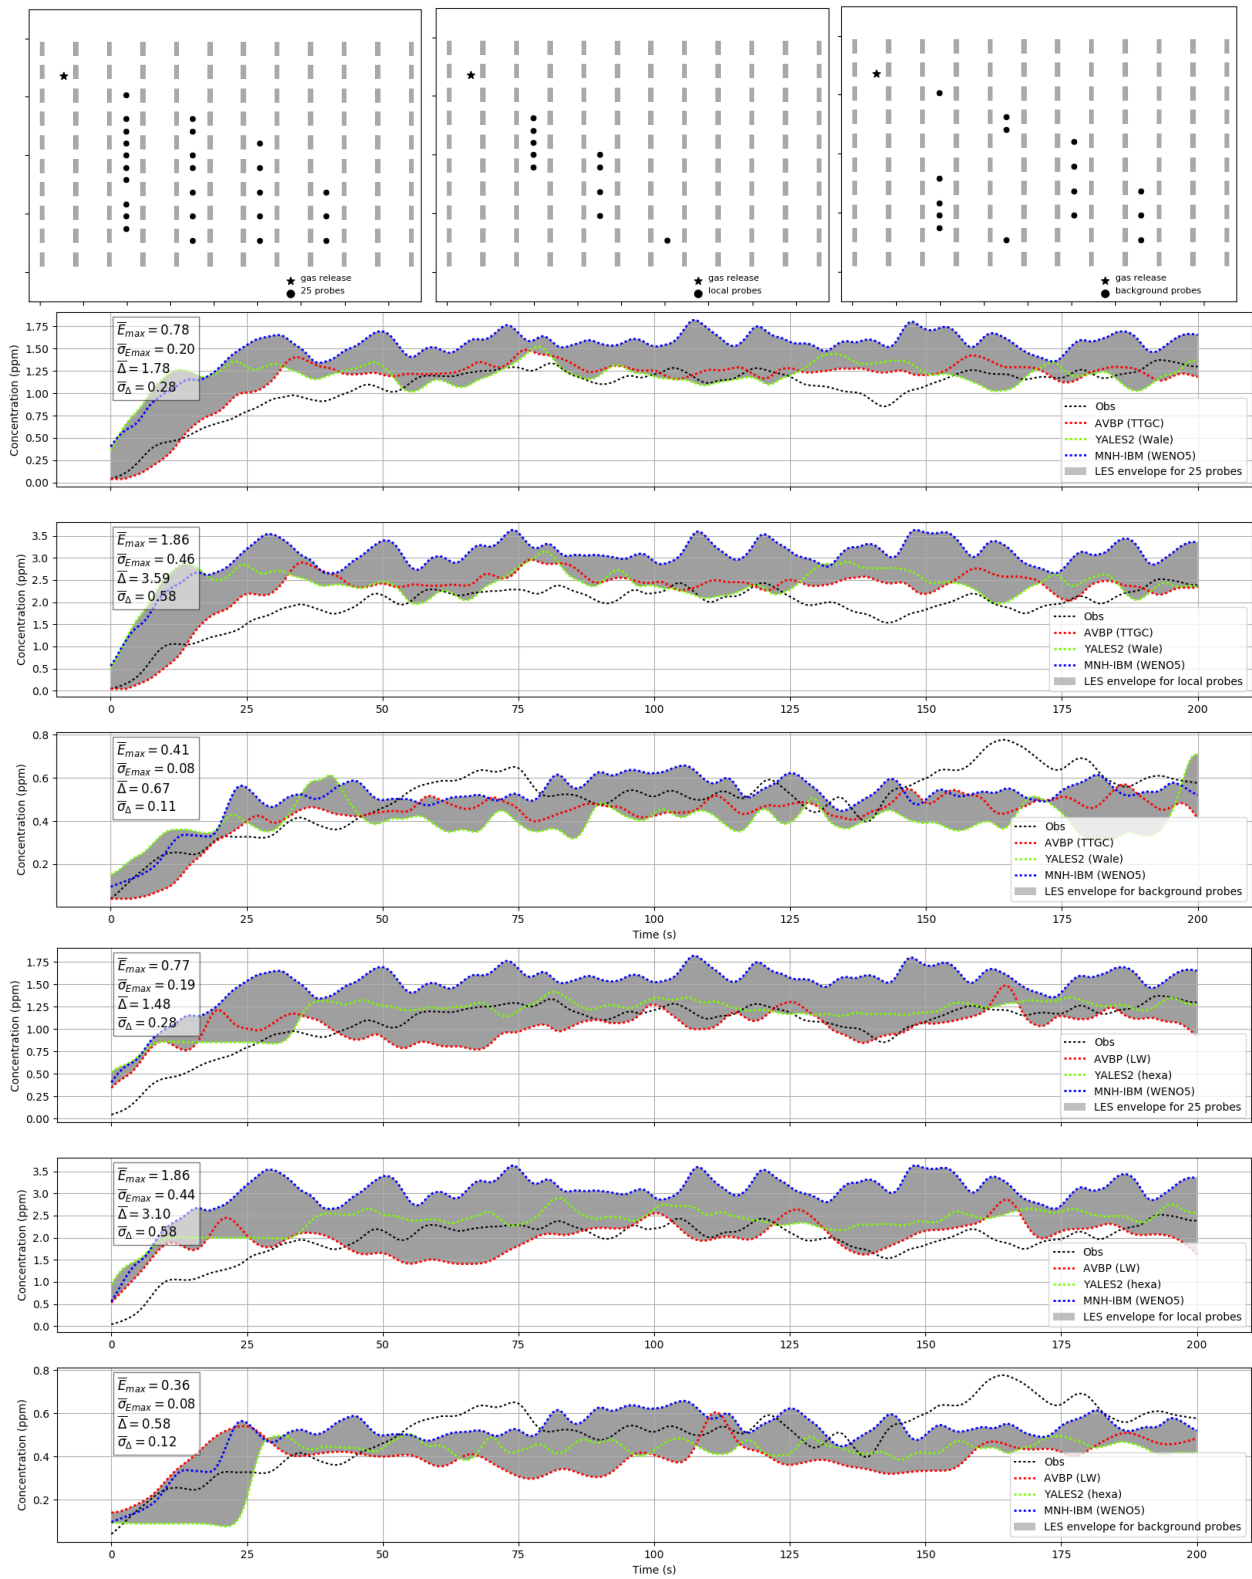 gas release
25 probes
gas release
local probes
gas release
background probes
Concentration (ppm)
1.75
1.50
1.25
1.00
0.75
0.50
0.25
0.00
E̅max = 0.78
σ̅Emax = 0.20
Δ̅ = 1.78
σ̅Δ = 0.28
Obs
AVBP (TTGC)
YALES2 (Wale)
MNH-IBM (WENO5)
LES envelope for 25 probes
Concentration (ppm)
3.5
3.0
2.5
2.0
1.5
1.0
0.5
0.0
E̅max = 1.86
σ̅Emax = 0.46
Δ̅ = 3.59
σ̅Δ = 0.58
Obs
AVBP (TTGC)
YALES2 (Wale)
MNH-IBM (WENO5)
LES envelope for local probes
0 25 50 75 100 125 150 175 200
Concentration (ppm)
0.8
0.6
0.4
0.2
E̅max = 0.41
σ̅Emax = 0.08
Δ̅ = 0.67
σ̅Δ = 0.11
Obs
AVBP (TTGC)
YALES2 (Wale)
MNH-IBM (WENO5)
LES envelope for background probes
0 25 50 75 100 125 150 175 200
Time (s)
Concentration (ppm)
1.75
1.50
1.25
1.00
0.75
0.50
0.25
0.00
E̅max = 0.77
σ̅Emax = 0.19
Δ̅ = 1.48
σ̅Δ = 0.28
Obs
AVBP (LW)
YALES2 (hexa)
MNH-IBM (WENO5)
LES envelope for 25 probes
Concentration (ppm)
3.5
3.0
2.5
2.0
1.5
1.0
0.5
0.0
E̅max = 1.86
σ̅Emax = 0.44
Δ̅ = 3.10
σ̅Δ = 0.58
Obs
AVBP (LW)
YALES2 (hexa)
MNH-IBM (WENO5)
LES envelope for local probes
0 25 50 75 100 125 150 175 200
Concentration (ppm)
0.8
0.6
0.4
0.2
E̅max = 0.36
σ̅Emax = 0.08
Δ̅ = 0.58
σ̅Δ = 0.12
Obs
AVBP (LW)
YALES2 (hexa)
MNH-IBM (WENO5)
LES envelope for background probes
0 25 50 75 100 125 150 175 200
Time (s)